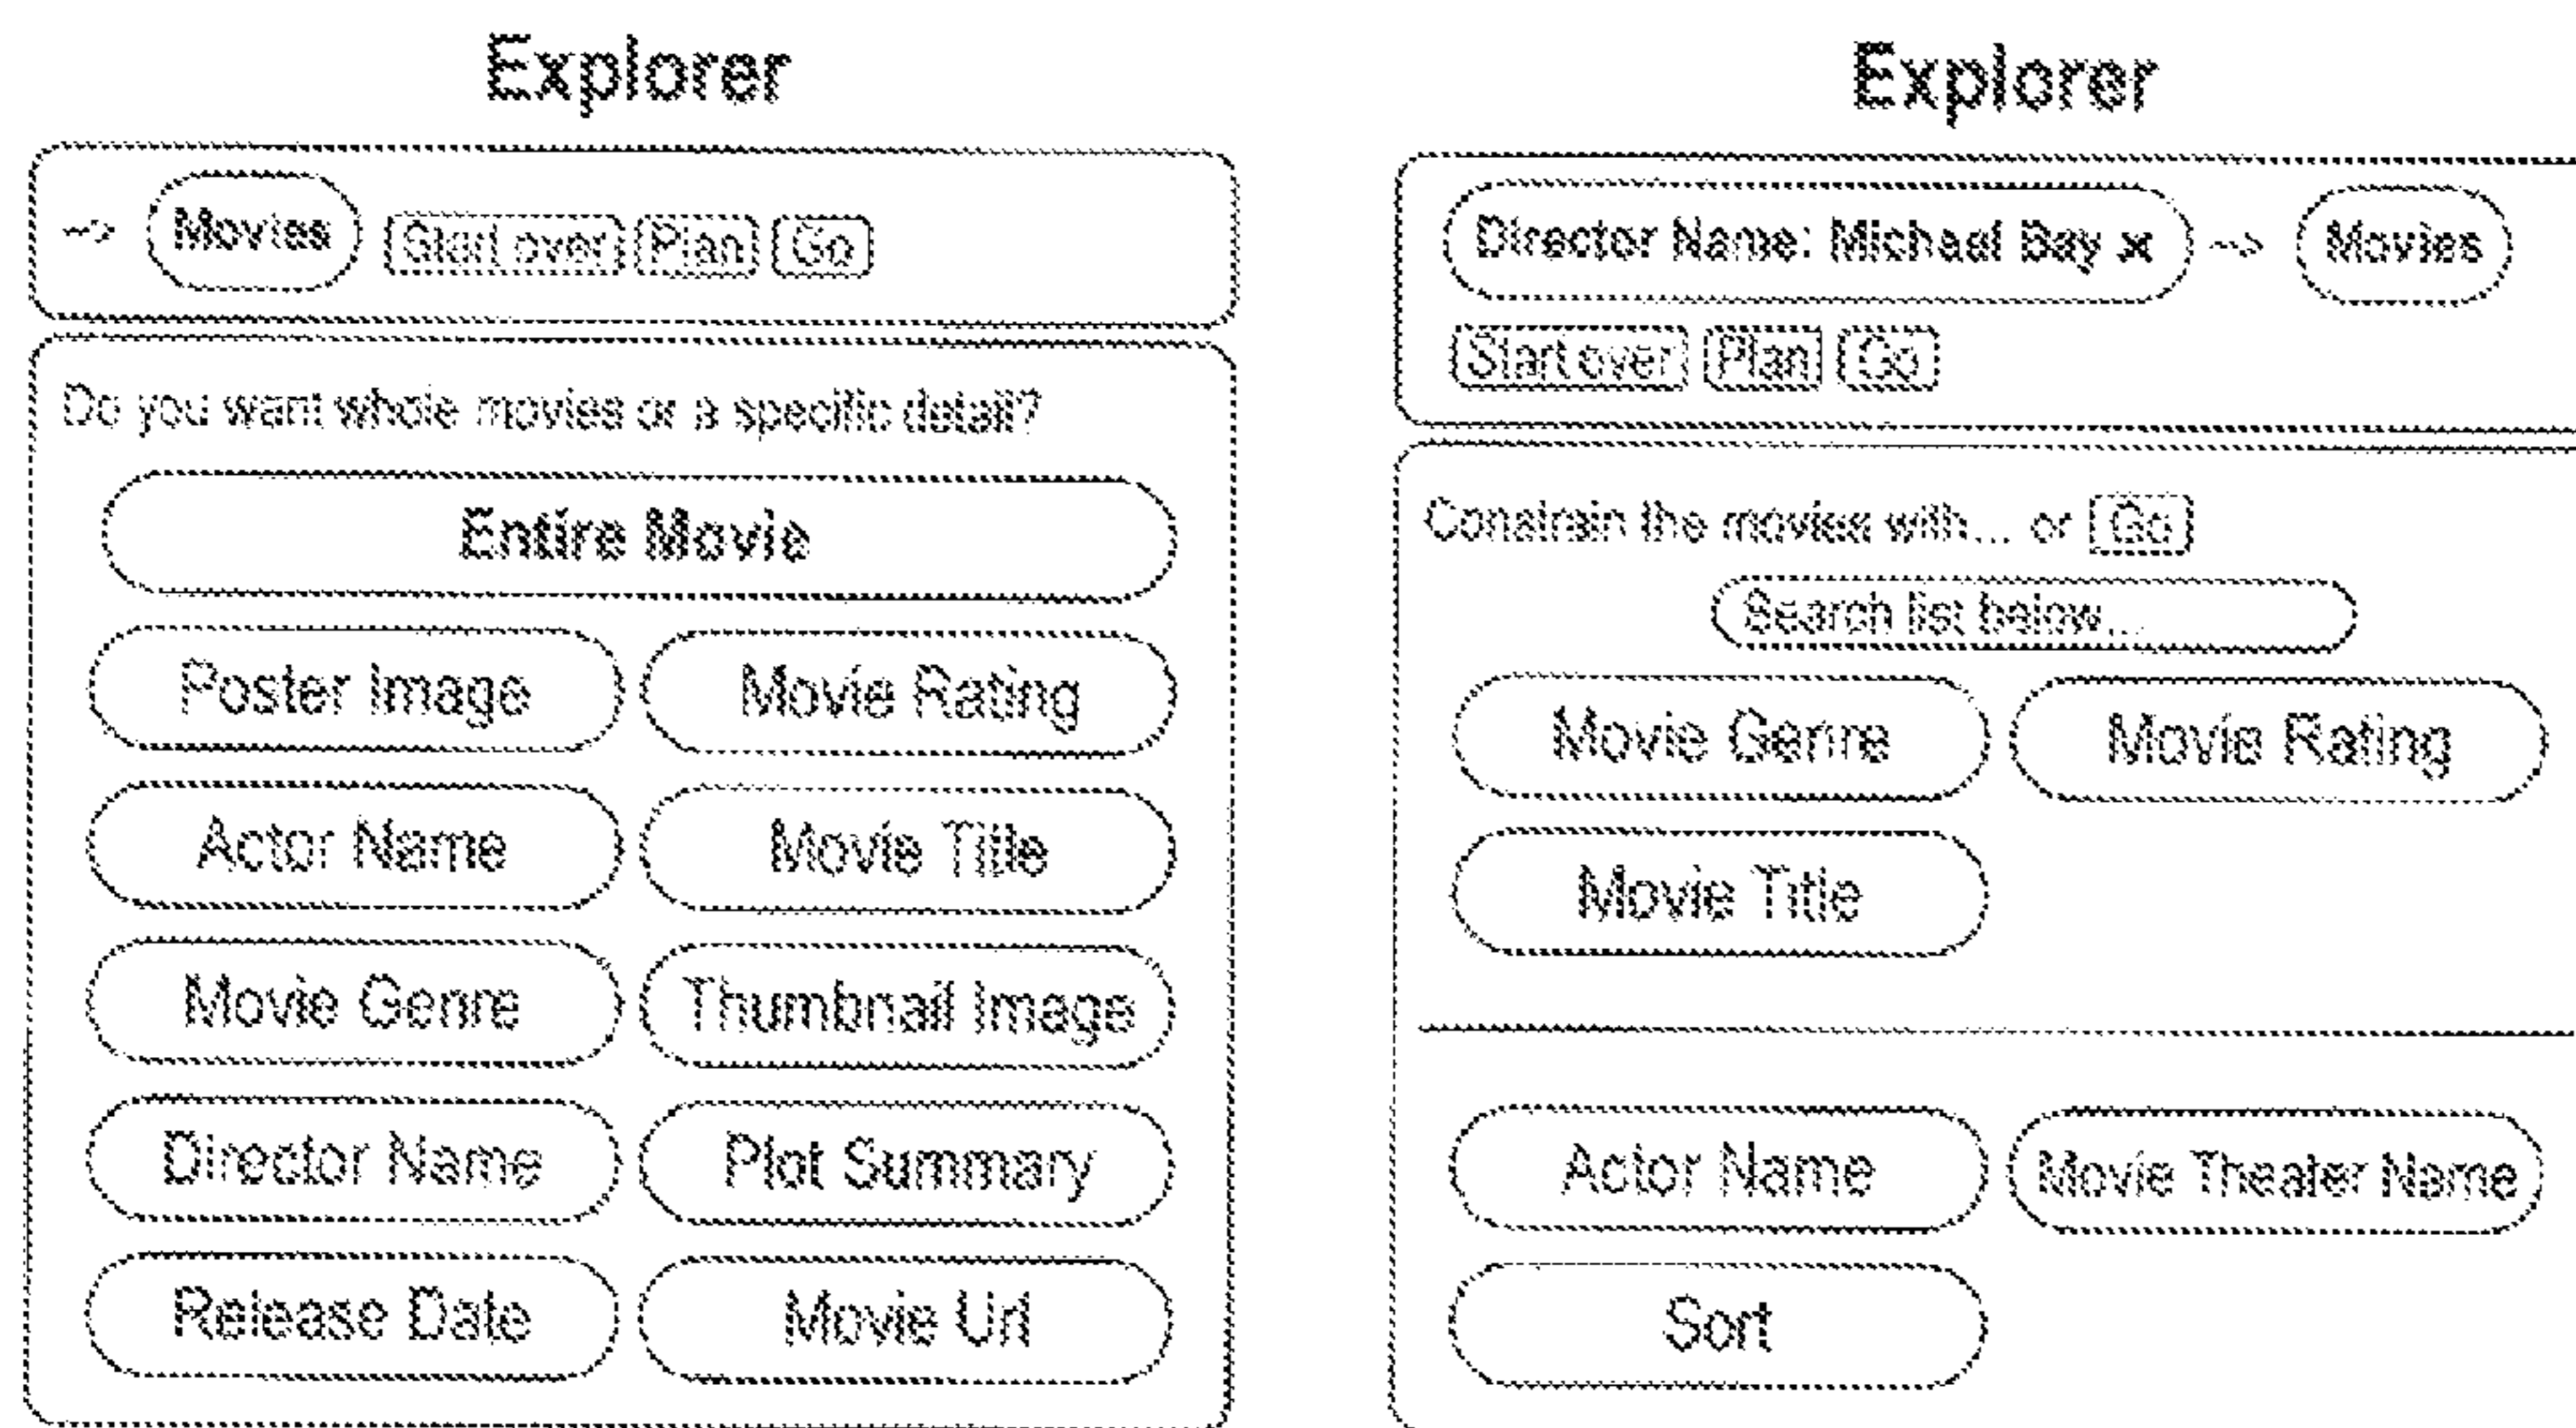 Explorer
--> Movies Start over Plan Go
Do you want whole movies or a specific detail?
Entire Movie
Poster Image Movie Rating
Actor Name Movie Title
Movie Genre Thumbnail Image
Director Name Plot Summary
Release Date Movie Url
Explorer
Director Name: Michael Bay x --> Movies
Start over Plan Go
Constrain the movies with... or Go
Search list below...
Movie Genre Movie Rating
Movie Title
Actor Name Movie Theater Name
Sort